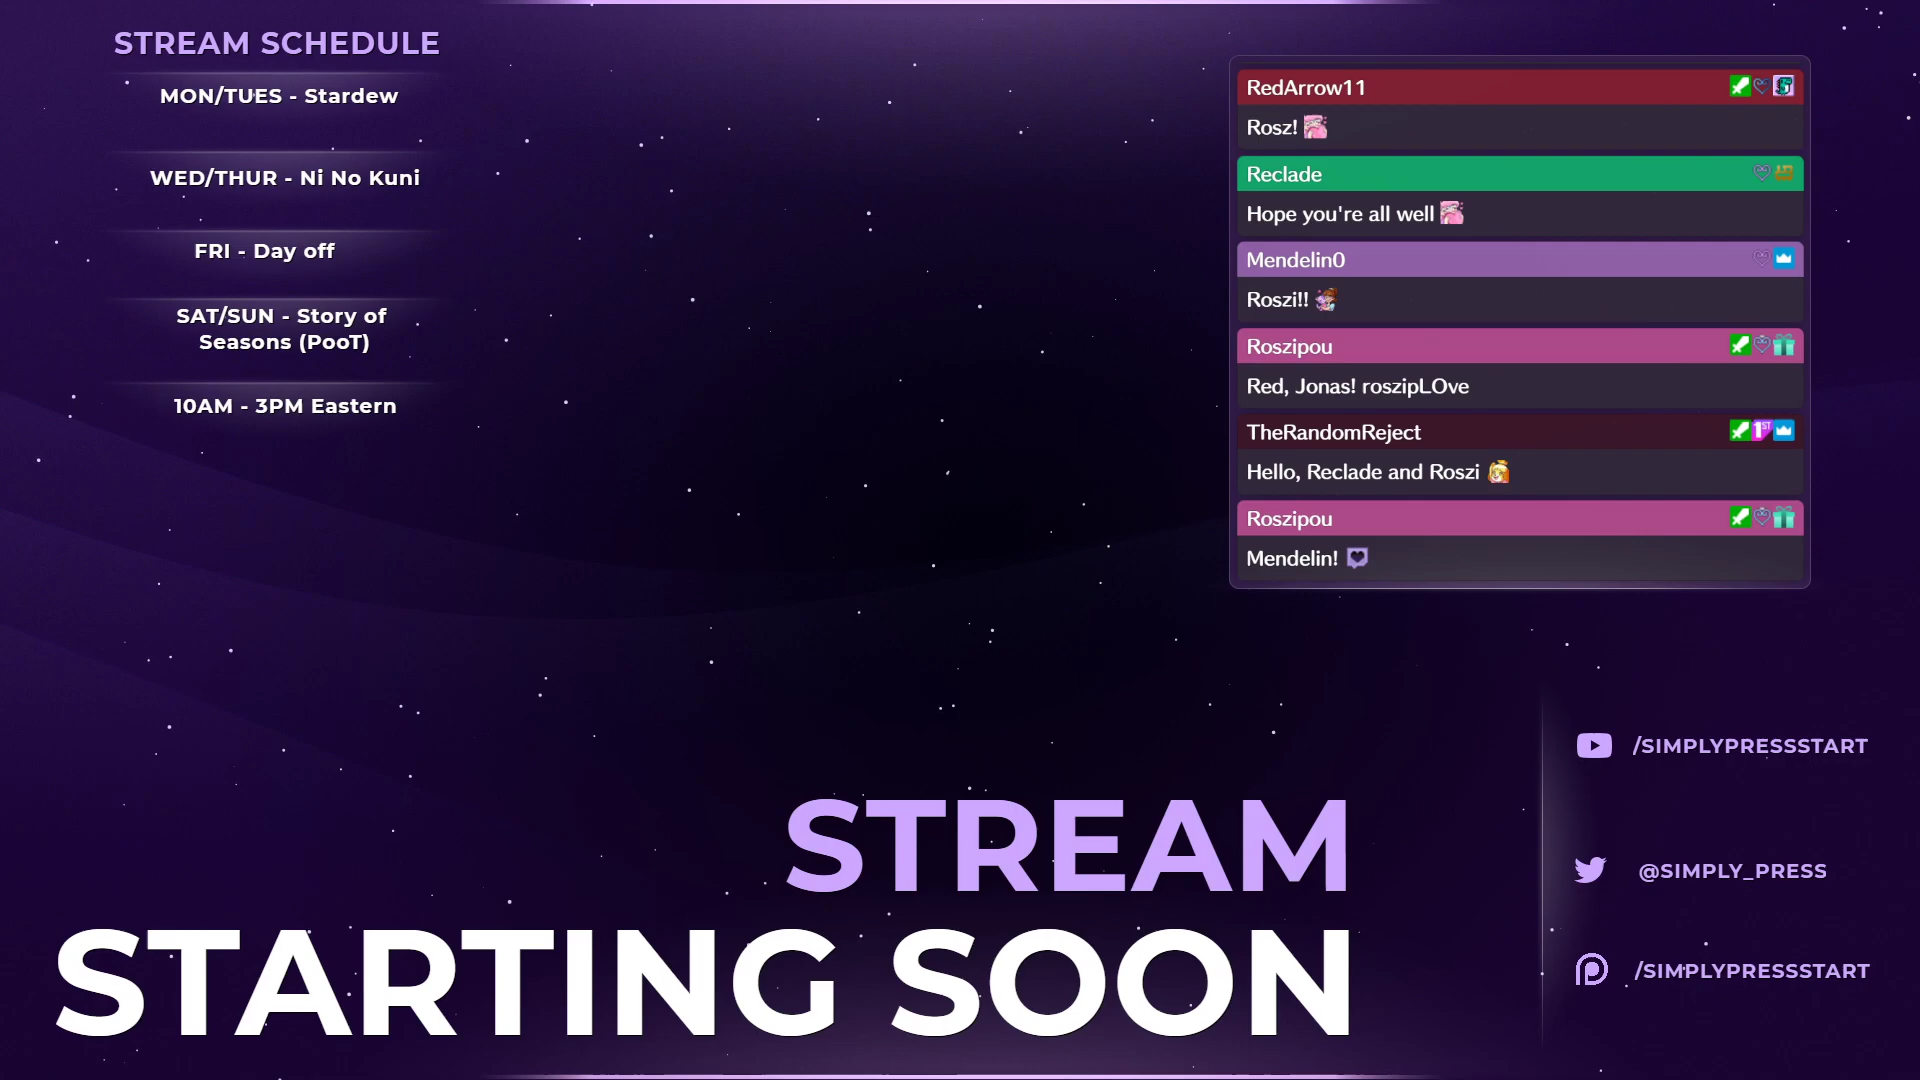 STREAM SCHEDULE
MON/TUES - Stardew
WED/THUR - Ni No Kuni
FRI - Day off
SAT/SUN - Story of
Seasons (PooT)
10AM - 3PM Eastern
RedArrow11
Rosz!
Reclade
Hope you're all well
Mendelin0
Roszi!!
Roszipou
Red, Jonas! roszipLOve
TheRandomReject
1ST
Hello, Reclade and Roszi
Roszipou
Mendelin!
/SIMPLYPRESSSTART
@SIMPLY_PRESS
/SIMPLYPRESSSTART
STREAM
STARTING SOON